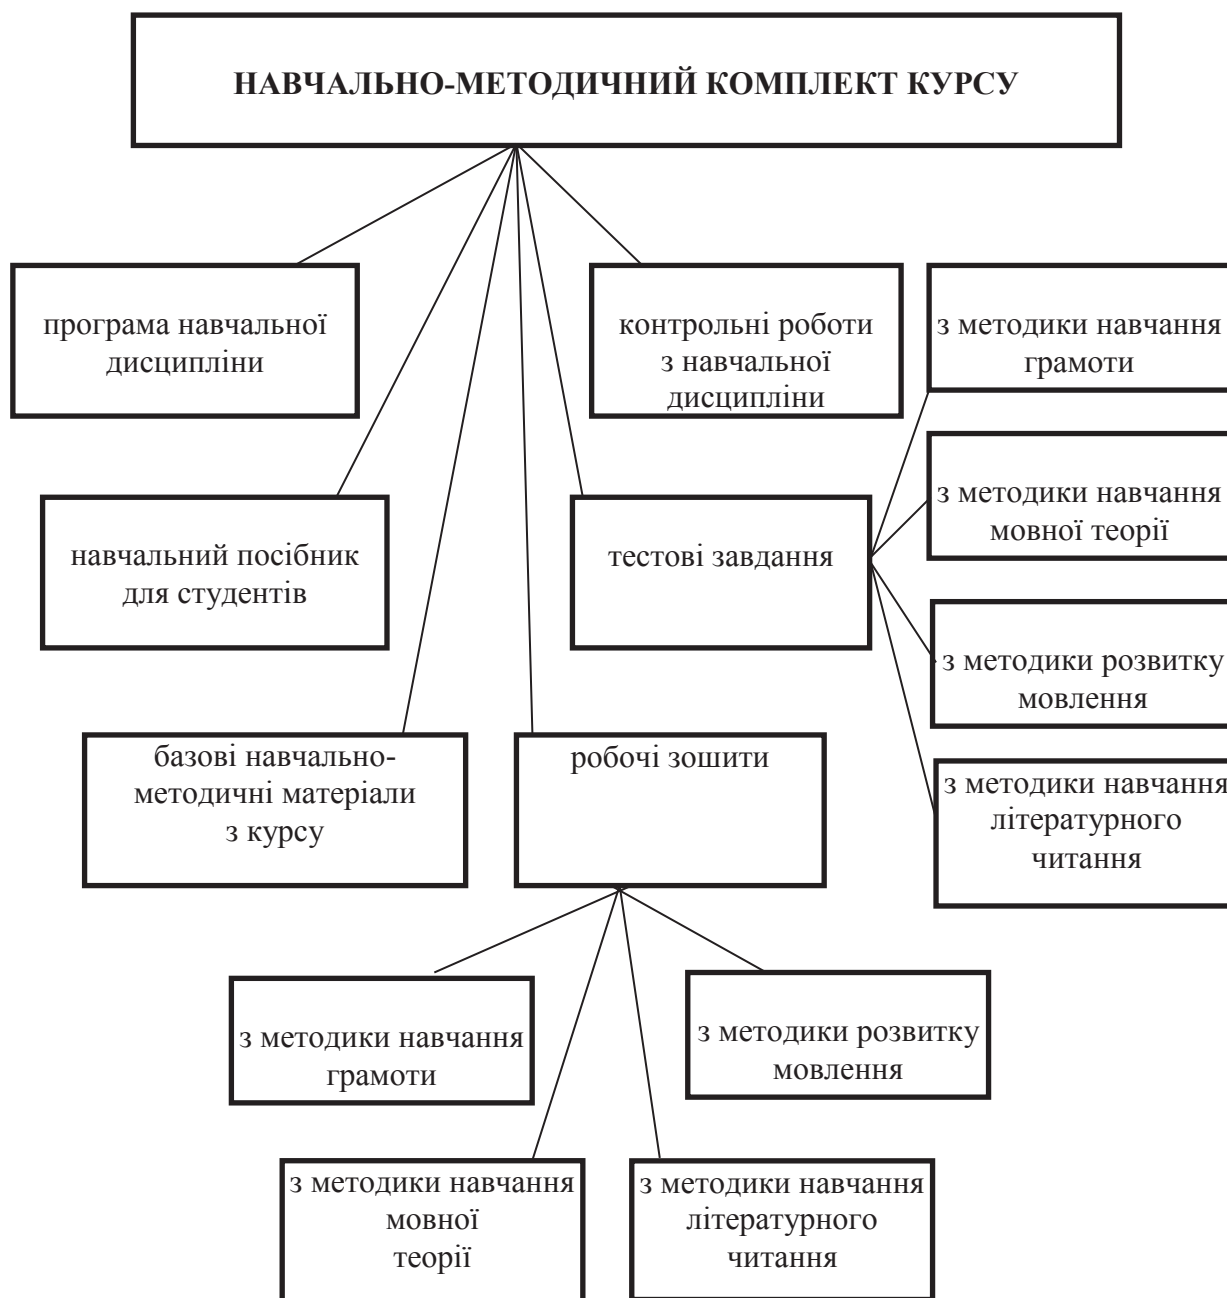 НАВЧАЛЬНО-МЕТОДИЧНИЙ КОМПЛЕКТ КУРСУ
програма навчальної
дисципліни
контрольні роботи
з навчальної
дисципліни
з методики навчання
грамоти
з методики навчання
мовної теорії
навчальний посібник
для студентів
тестові завдання
з методики розвитку
мовлення
базові навчально-
методичні матеріали
з курсу
робочі зошити
з методики навчання
літературного
читання
з методики навчання
грамоти
з методики розвитку
мовлення
з методики навчання
мовної
теорії
з методики навчання
літературного
читання